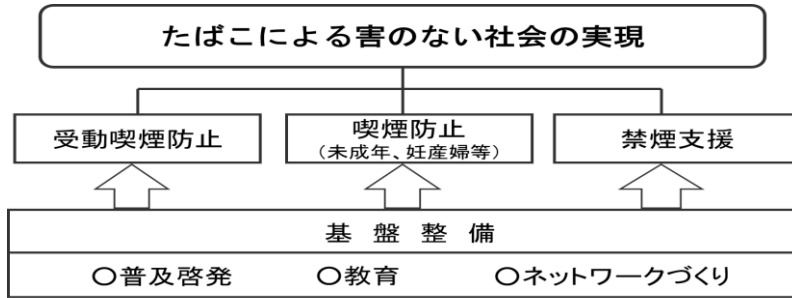 たばこによる害のない社会の実現
受動喫煙防止
喫煙防止
（未成年、妊産婦等）
禁煙支援
基盤整備
○普及啓発 ○教育 ○ネットワークづくり